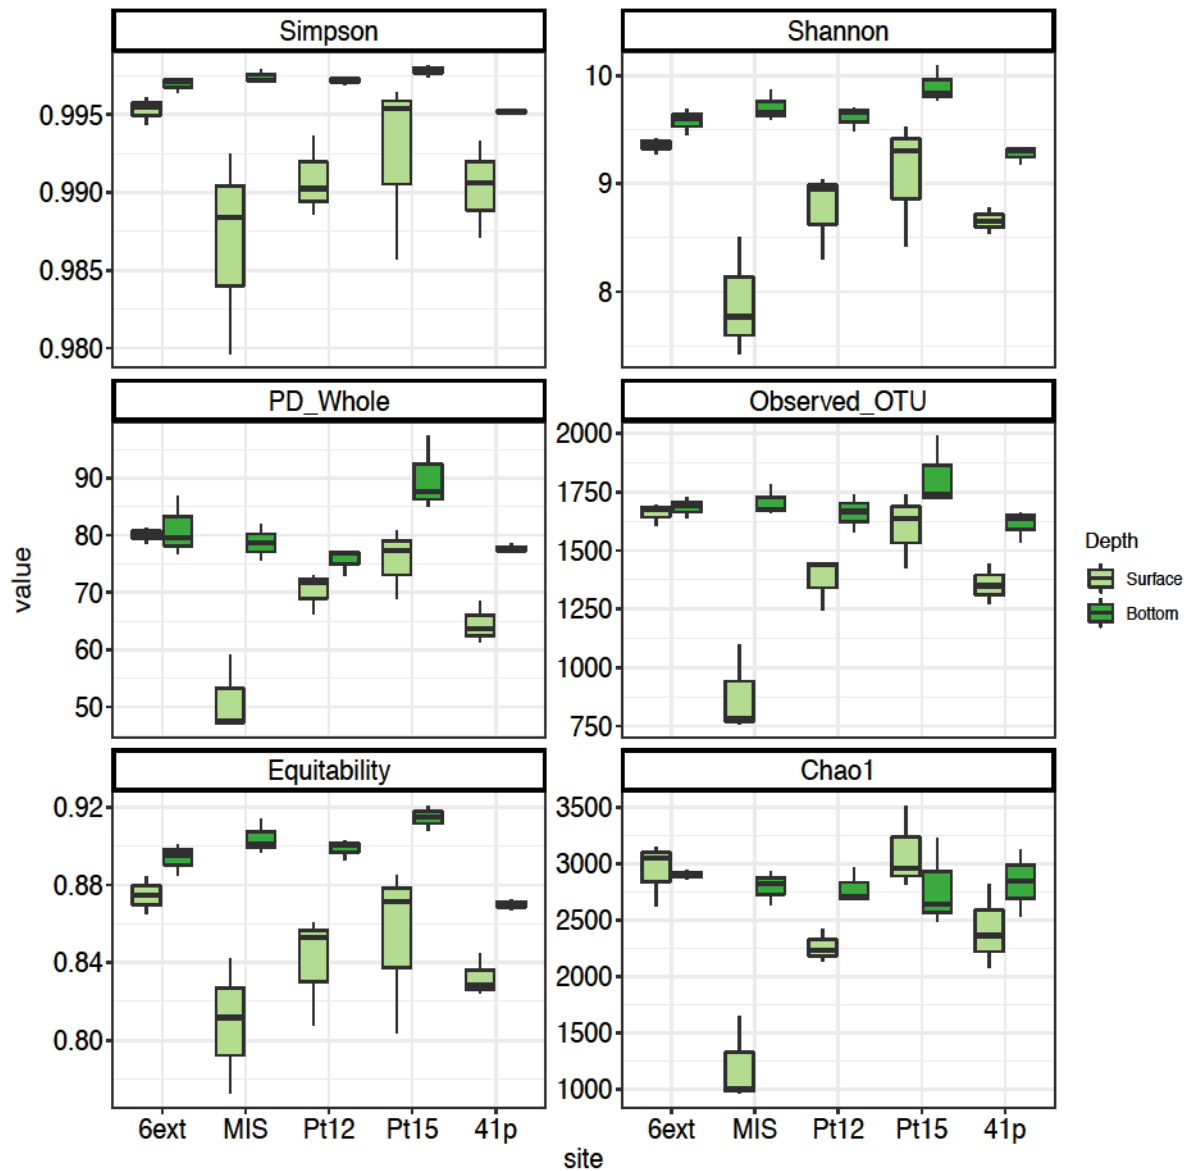 Simpson
Shannon
0.995
0.990
0.985
0.980
10
9
8
PD_Whole
Observed_OTU
90
80
70
60
50
2000
1750
1500
1250
1000
750
value
Depth
Surface
Bottom
Equitability
Chao1
0.92
0.88
0.84
0.80
3500
3000
2500
2000
1500
1000
6ext MIS Pt12 Pt15 41p
6ext MIS Pt12 Pt15 41p
site